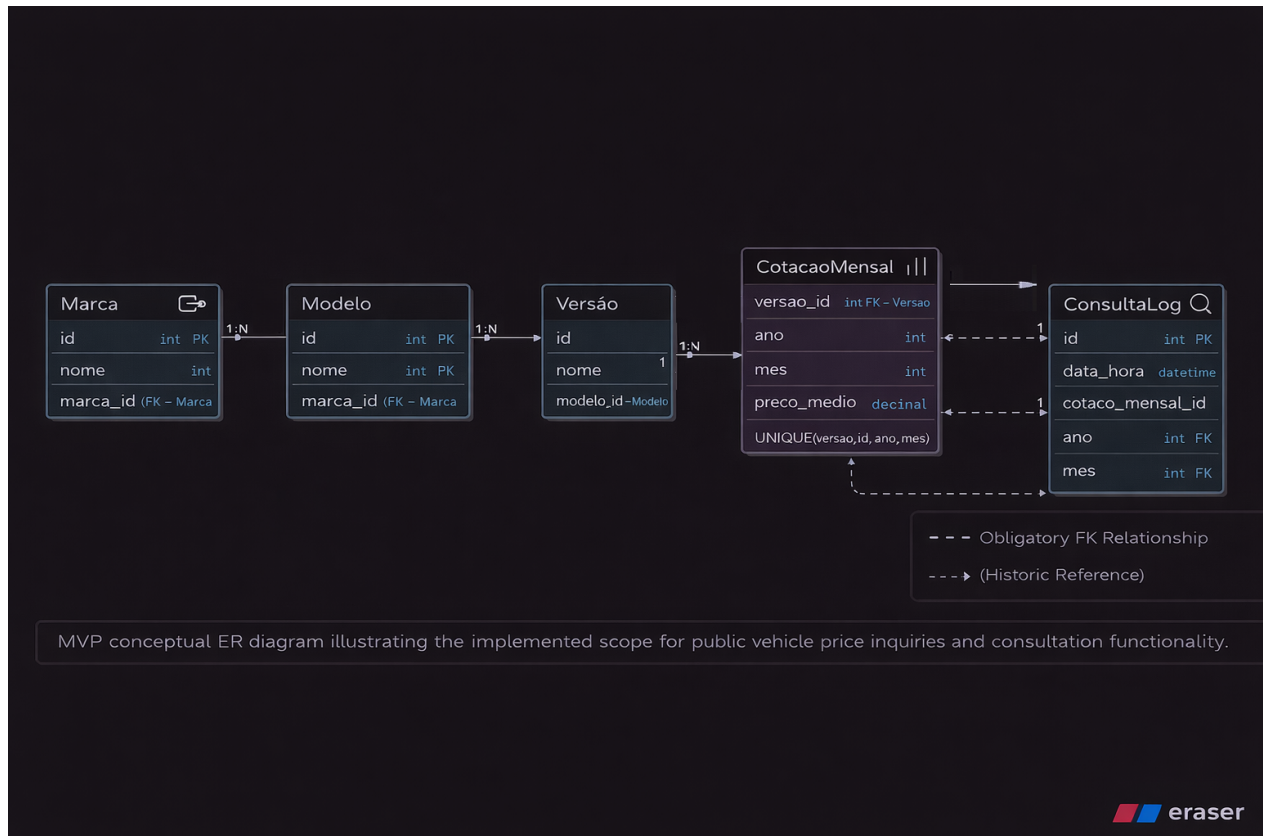 Marca
id int PK
nome int
marca_id (FK – Marca
1:N
Modelo
id int PK
nome int PK
marca_id (FK – Marca
1:N
Versáo
id
nome 1
modelo_id –Modelo
1:N
CotacaoMensal
versao_id int FK – Versao
ano int
mes int
preco_medio decinal
UNIQUE(versao,id, ano, mes)
1
1
ConsultaLog
id int PK
data_hora datetime
cotaco_mensal_id
ano int FK
mes int FK
Obligatory FK Relationship
(Historic Reference)
MVP conceptual ER diagram illustrating the implemented scope for public vehicle price inquiries and consultation functionality.
eraser